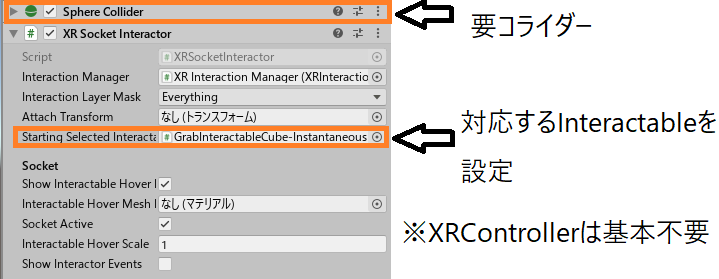 Sphere Collider
要コライダー
XR Socket Interactor
Script
XRSocketInteractor
Interaction Manager
XR Interaction Manager (XRInteractio
Interaction Layer Mask
Everything
Attach Transform
なし (トランスフォーム)
Starting Selected Interacta
GrabInteractableCube-Instantaneous
対応するInteractableを
設定
Socket
Show Interactable Hover I
Interactable Hover Mesh I
なし (マテリアル)
Socket Active
Interactable Hover Scale
1
Show Interactor Events
※XRControllerは基本不要